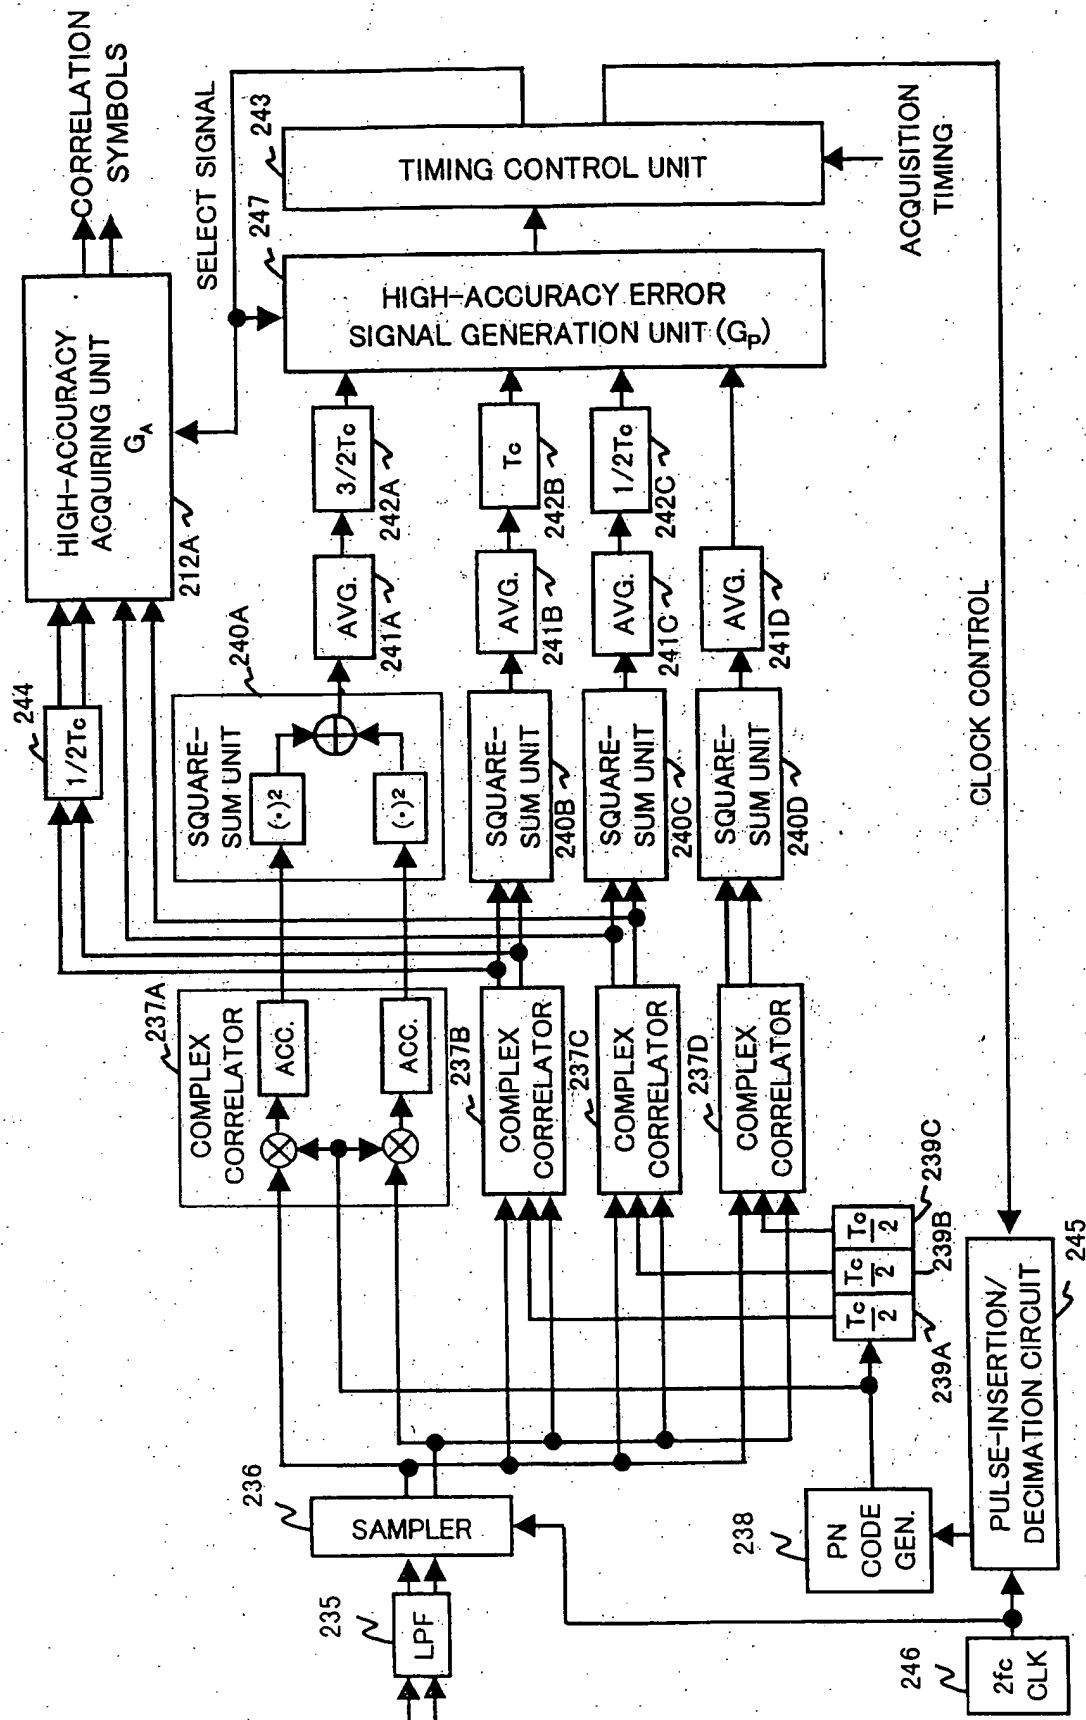 CORRELATION
SYMBOLS
SELECT SIGNAL
HIGH-ACCURACY
ACQUIRING UNIT
G_A
212A
243
TIMING CONTROL UNIT
ACQUISITION
TIMING
247
HIGH-ACCURACY ERROR
SIGNAL GENERATION UNIT (G_P)
3/2Tc
242A
Tc
242B
1/2Tc
242C
AVG.
241A
AVG.
241B
AVG.
241C
AVG.
241D
244
1/2Tc
240A
SQUARE-
SUM UNIT
(·)²
(·)²
SQUARE-
SUM UNIT
240B
SQUARE-
SUM UNIT
240C
SQUARE-
SUM UNIT
240D
CLOCK CONTROL
237A
COMPLEX
CORRELATOR
ACC.
ACC.
237B
COMPLEX
CORRELATOR
237C
COMPLEX
CORRELATOR
237D
COMPLEX
CORRELATOR
Tc/2
239A
Tc/2
239B
Tc/2
239C
236
SAMPLER
235
LPF
238
PN
CODE
GEN.
PULSE-INSERTION/
DECIMATION CIRCUIT
245
246
2fc
CLK